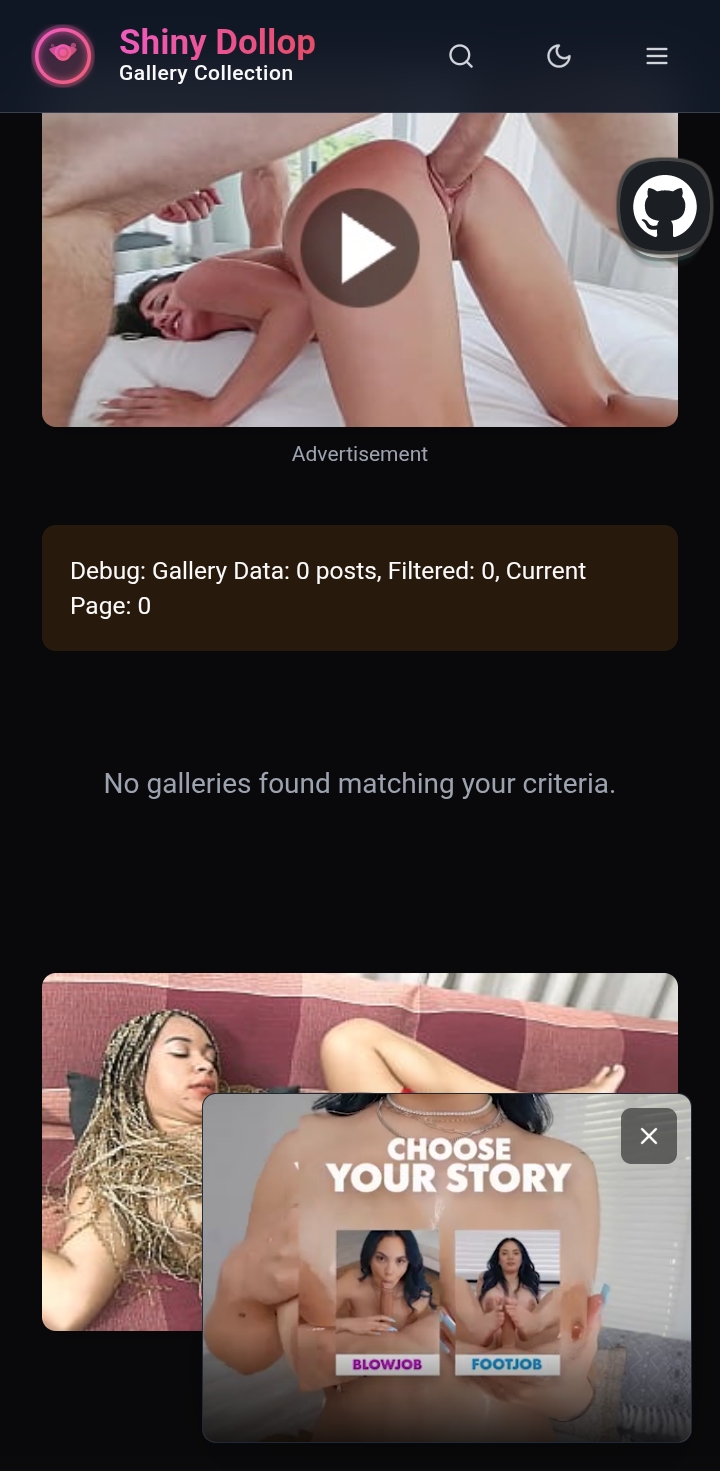 Shiny Dollop
Gallery Collection
Advertisement
Debug: Gallery Data: 0 posts, Filtered: 0, Current
Page: 0
No galleries found matching your criteria.
CHOOSE
YOUR STORY
BLOWJOB
FOOTJOB